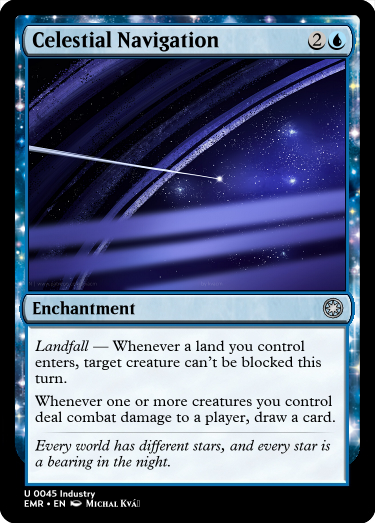 Celestial Navigation 2
Enchantment
Landfall — Whenever a land you control
enters, target creature can't be blocked this
turn.
Whenever one or more creatures you control
deal combat damage to a player, draw a card.
Every world has different stars, and every star is
a bearing in the night.
U 0045 Industry
EMR • EN Michal